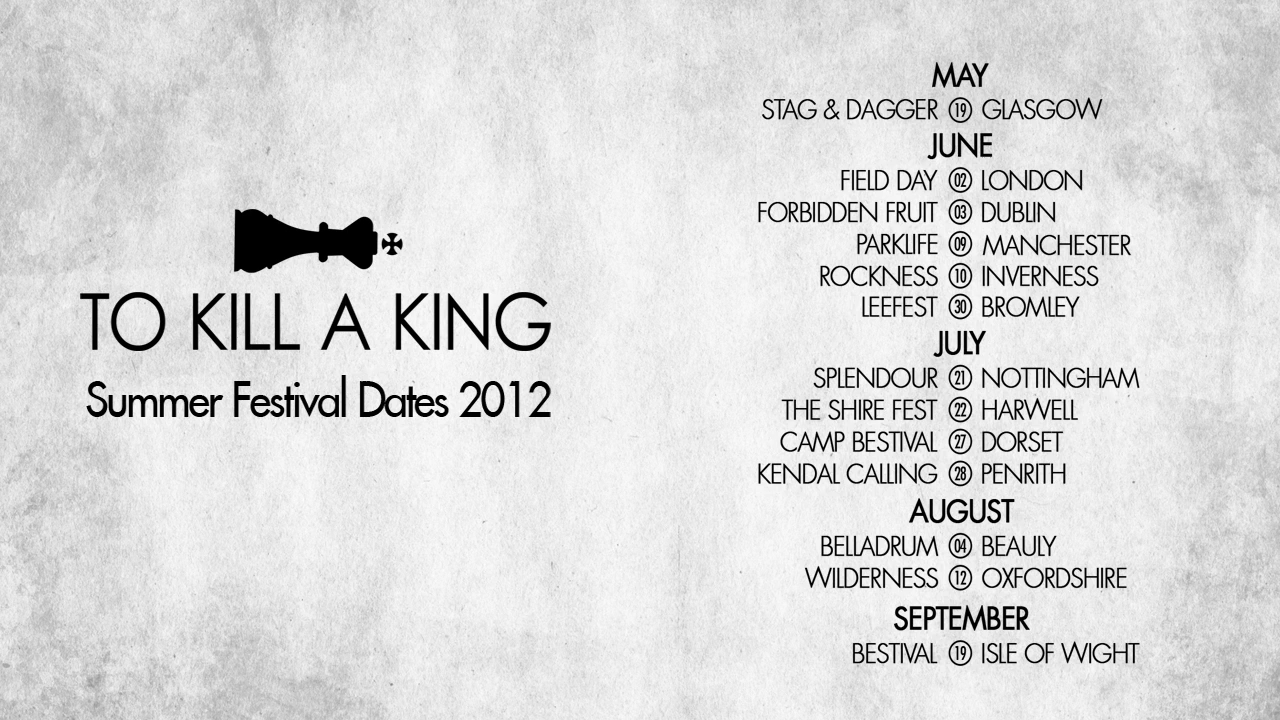 TO KILL A KING
Summer Festival Dates 2012
MAY
STAG & DAGGER 19 GLASGOW
JUNE
FIELD DAY 02 LONDON
FORBIDDEN FRUIT 03 DUBLIN
PARKLIFE 09 MANCHESTER
ROCKNESS 10 INVERNESS
LEEFEST 30 BROMLEY
JULY
SPLENDOUR 21 NOTTINGHAM
THE SHIRE FEST 22 HARWELL
CAMP BESTIVAL 27 DORSET
KENDAL CALLING 28 PENRITH
AUGUST
BELLADRUM 04 BEAULY
WILDERNESS 12 OXFORDSHIRE
SEPTEMBER
BESTIVAL 19 ISLE OF WIGHT